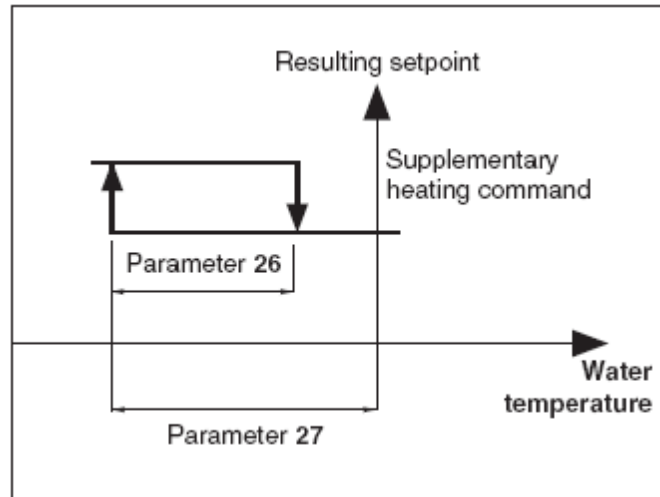 Resulting setpoint
Supplementary
heating command
Parameter 26
Water
temperature
Parameter 27